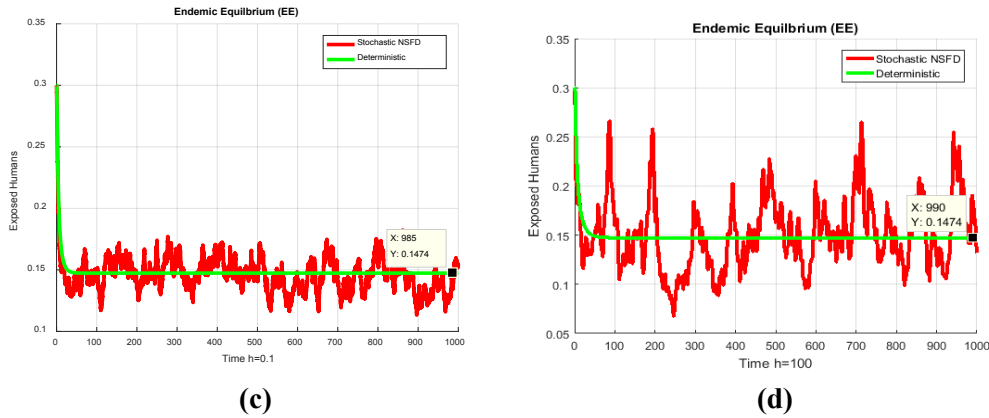 Endemic Equilbrium (EE)
Stochastic NSFD
Deterministic
Exposed Humans
0.35
0.3
0.25
0.2
0.15
0.1
X: 985
Y: 0.1474
0 100 200 300 400 500 600 700 800 900 1000
Time h=0.1
(c)
Endemic Equilbrium (EE)
Stochastic NSFD
Deterministic
Exposed Humans
0.35
0.3
0.25
0.2
0.15
0.1
0.05
X: 990
Y: 0.1474
0 100 200 300 400 500 600 700 800 900 1000
Time h=100
(d)